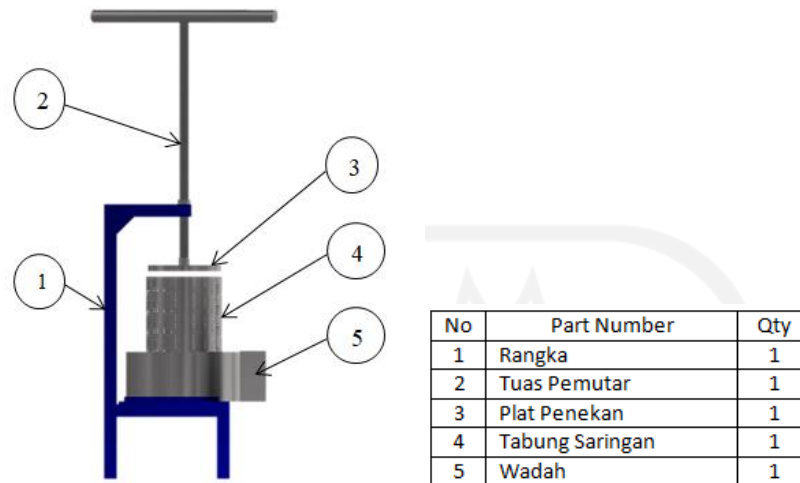 2
3
4
1
5
No Part Number Qty
1 Rangka 1
2 Tuas Pemutar 1
3 Plat Penekan 1
4 Tabung Saringan 1
5 Wadah 1